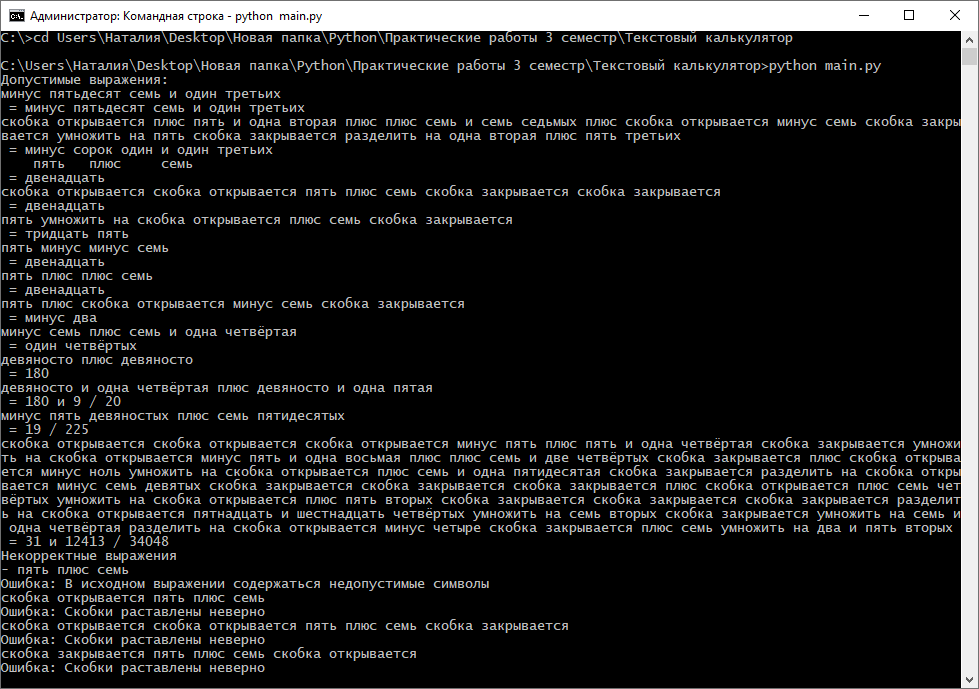 Администратор: Командная строка - python  main.py
C:\>cd Users\Наталия\Desktop\Новая папка\Python\Практические работы 3 семестр\Текстовый калькулятор
C:\Users\Наталия\Desktop\Новая папка\Python\Практические работы 3 семестр\Текстовый калькулятор>python main.py
Допустимые выражения:
минус пятьдесят семь и один третьих
 = минус пятьдесят семь и один третьих
скобка открывается плюс пять и одна вторая плюс плюс семь и семь седьмых плюс скобка открывается минус семь скобка закры
вается умножить на пять скобка закрывается разделить на одна вторая плюс пять третьих
 = минус сорок один и один третьих
    пять   плюс     семь
 = двенадцать
скобка открывается скобка открывается пять плюс семь скобка закрывается скобка закрывается
 = двенадцать
пять умножить на скобка открывается плюс семь скобка закрывается
 = тридцать пять
пять минус минус семь
 = двенадцать
пять плюс плюс семь
 = двенадцать
пять плюс скобка открывается минус семь скобка закрывается
 = минус два
минус семь плюс семь и одна четвёртая
 = один четвёртых
девяносто плюс девяносто
 = 180
девяносто и одна четвёртая плюс девяносто и одна пятая
 = 180 и 9 / 20
минус пять девяностых плюс семь пятидесятых
 = 19 / 225
скобка открывается скобка открывается скобка открывается минус пять плюс пять и одна четвёртая скобка закрывается умножи
ть на скобка открывается минус пять и одна восьмая плюс плюс семь и две четвёртых скобка закрывается плюс скобка открыва
ется минус ноль умножить на скобка открывается плюс семь и одна пятидесятая скобка закрывается разделить на скобка откры
вается минус семь девятых скобка закрывается скобка закрывается скобка закрывается плюс скобка открывается плюс семь чет
вёртых умножить на скобка открывается плюс пять вторых скобка закрывается скобка закрывается скобка закрывается разделит
ь на скобка открывается пятнадцать и шестнадцать четвёртых умножить на семь вторых скобка закрывается умножить на семь и
 одна четвёртая разделить на скобка открывается минус четыре скобка закрывается плюс семь умножить на два и пять вторых
 = 31 и 12413 / 34048
Некорректные выражения
- пять плюс семь
Ошибка: В исходном выражении содержаться недопустимые символы
скобка открывается пять плюс семь
Ошибка: Скобки раставлены неверно
скобка открывается скобка открывается пять плюс семь скобка закрывается
Ошибка: Скобки раставлены неверно
скобка закрывается пять плюс семь скобка открывается
Ошибка: Скобки раставлены неверно